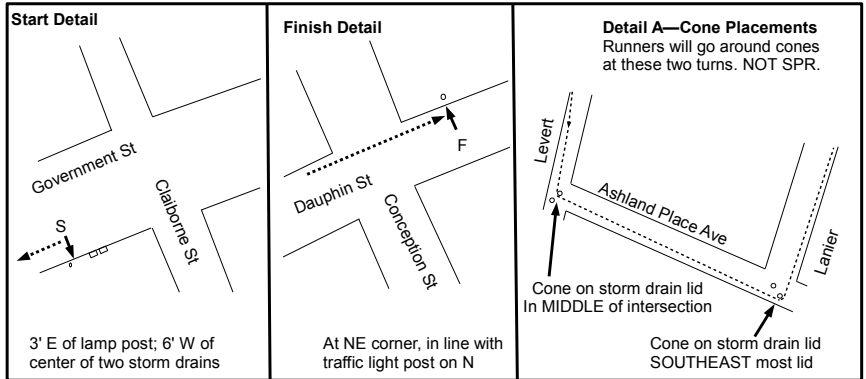 Start Detail
Government St
Claiborne St
S
3' E of lamp post; 6' W of
center of two storm drains
Finish Detail
F
Dauphin St
Conception St
At NE corner, in line with
traffic light post on N
Detail A—Cone Placements
Runners will go around cones
at these two turns. NOT SPR.
Levert
Ashland Place Ave
Lanier
Cone on storm drain lid
In MIDDLE of intersection
Cone on storm drain lid
SOUTHEAST most lid